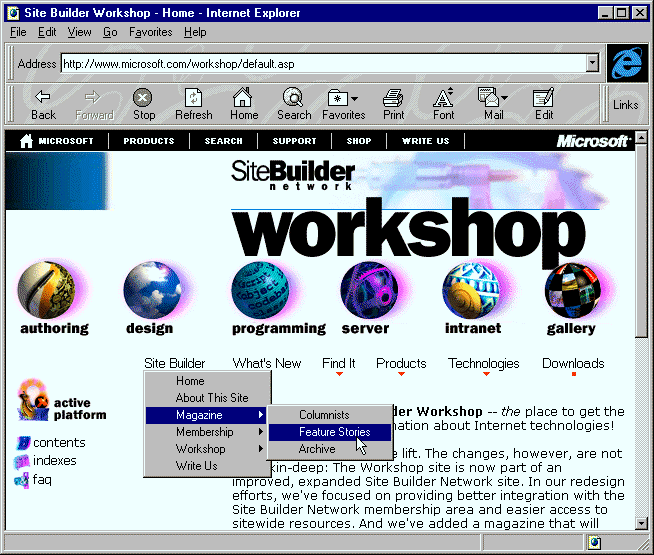 Site Builder Workshop - Home - Internet Explorer
File Edit View Go Favorites Help
Address http://www.microsoft.com/workshop/default.asp
Back Forward Stop Refresh Home Search Favorites Print Font Mail Edit Links
MICROSOFT PRODUCTS SEARCH SUPPORT SHOP WRITE US Microsoft
SiteBuilder
network
workshop
Script
object
code
authoring design programming server intranet gallery
Site Builder What's New Find It Products Technologies Downloads
Home
About This Site
Magazine
Membership
Workshop
Write Us
Columnists
Feature Stories
Archive
active
platform
contents
indexes
faq
der Workshop -- the place to get the
mation about Internet technologies!
lift. The changes, however, are not
kin-deep: The Workshop site is now part of an
improved, expanded Site Builder Network site. In our redesign
efforts, we've focused on providing better integration with the
Site Builder Network membership area and easier access to
sitewide resources. And we've added a magazine that will